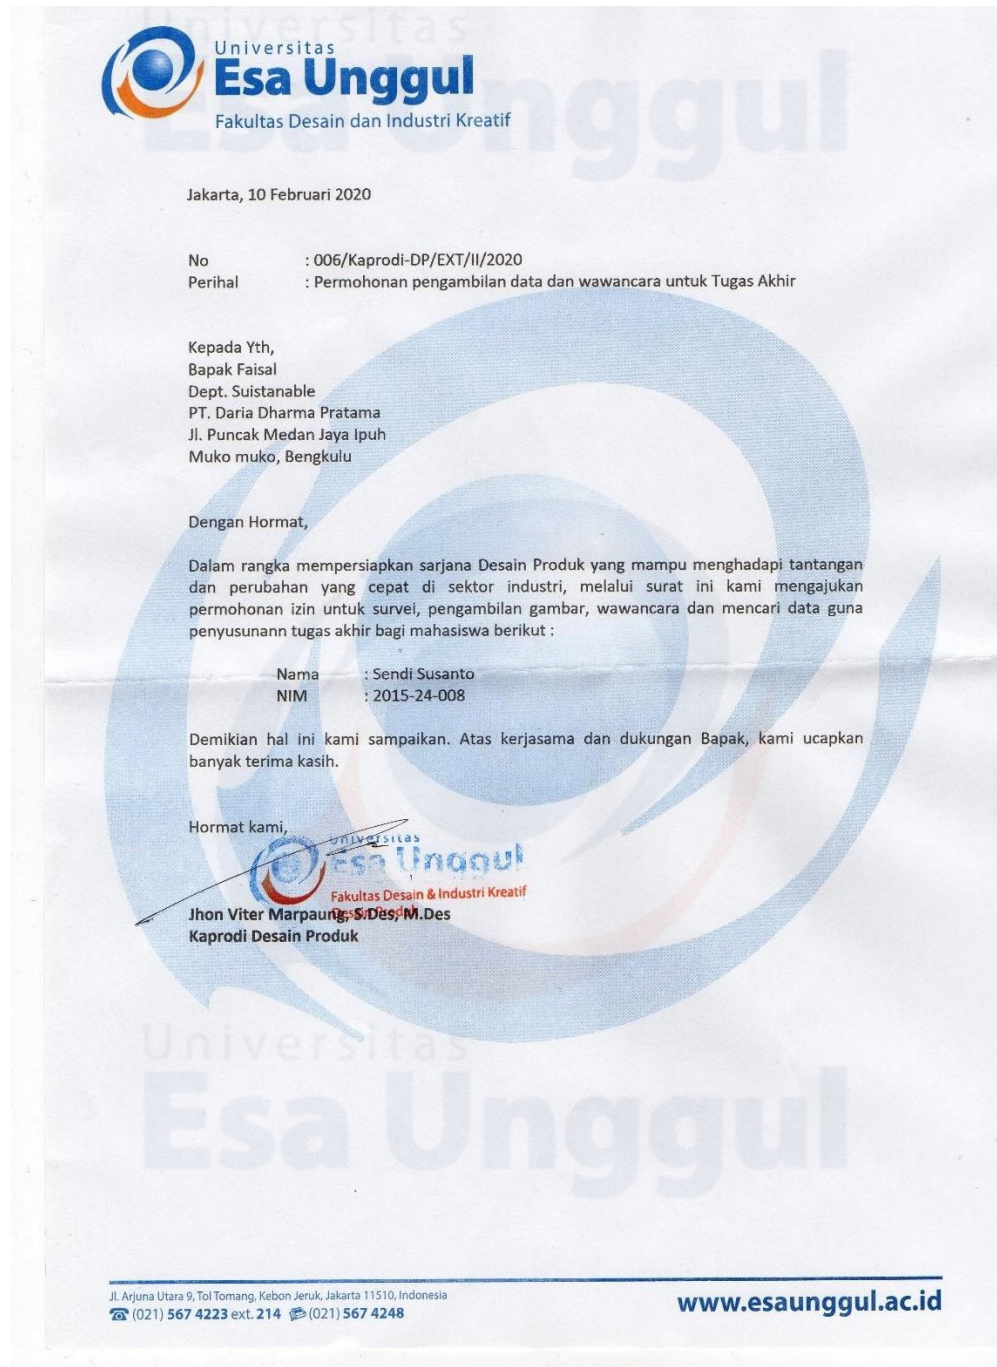 Universitas
Esa Unggul
Fakultas Desain dan Industri Kreatif
Jakarta, 10 Februari 2020
No : 006/Kaprodi-DP/EXT/II/2020
Perihal : Permohonan pengambilan data dan wawancara untuk Tugas Akhir
Kepada Yth,
Bapak Faisal
Dept. Suistanable
PT. Daria Dharma Pratama
Jl. Puncak Medan Jaya Ipuh
Muko muko, Bengkulu
Dengan Hormat,
Dalam rangka mempersiapkan sarjana Desain Produk yang mampu menghadapi tantangan
dan perubahan yang cepat di sektor industri, melalui surat ini kami mengajukan
permohonan izin untuk survei, pengambilan gambar, wawancara dan mencari data guna
penyusunann tugas akhir bagi mahasiswa berikut :
Nama : Sendi Susanto
NIM : 2015-24-008
Demikian hal ini kami sampaikan. Atas kerjasama dan dukungan Bapak, kami ucapkan
banyak terima kasih.
Hormat kami,
Universitas
Esa Unggul
Fakultas Desain & Industri Kreatif
Desain Produk
Jhon Viter Marpaung, S.Des, M.Des
Kaprodi Desain Produk
Universitas
Esa Unggul
Jl. Arjuna Utara 9, Tol Tomang, Kebon Jeruk, Jakarta 11510, Indonesia
(021) 567 4223 ext. 214 (021) 567 4248
www.esaunggul.ac.id